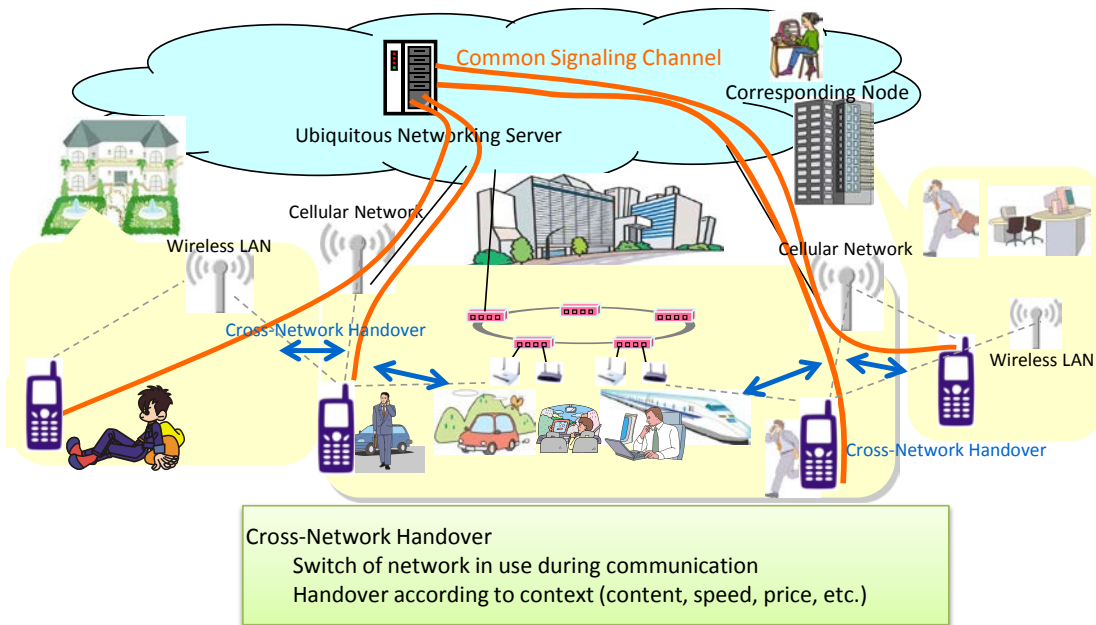 Common Signaling Channel
Corresponding Node
Ubiquitous Networking Server
Cellular Network
Wireless LAN
Cellular Network
Cross-Network Handover
Wireless LAN
Cross-Network Handover
Cross-Network Handover
Switch of network in use during communication
Handover according to context (content, speed, price, etc.)